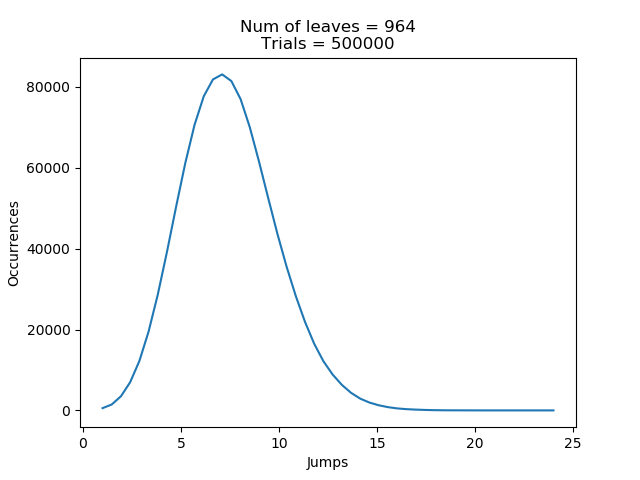 Num of leaves = 964
Trials = 500000
80000
60000
40000
20000
0
Occurrences
0 5 10 15 20 25
Jumps